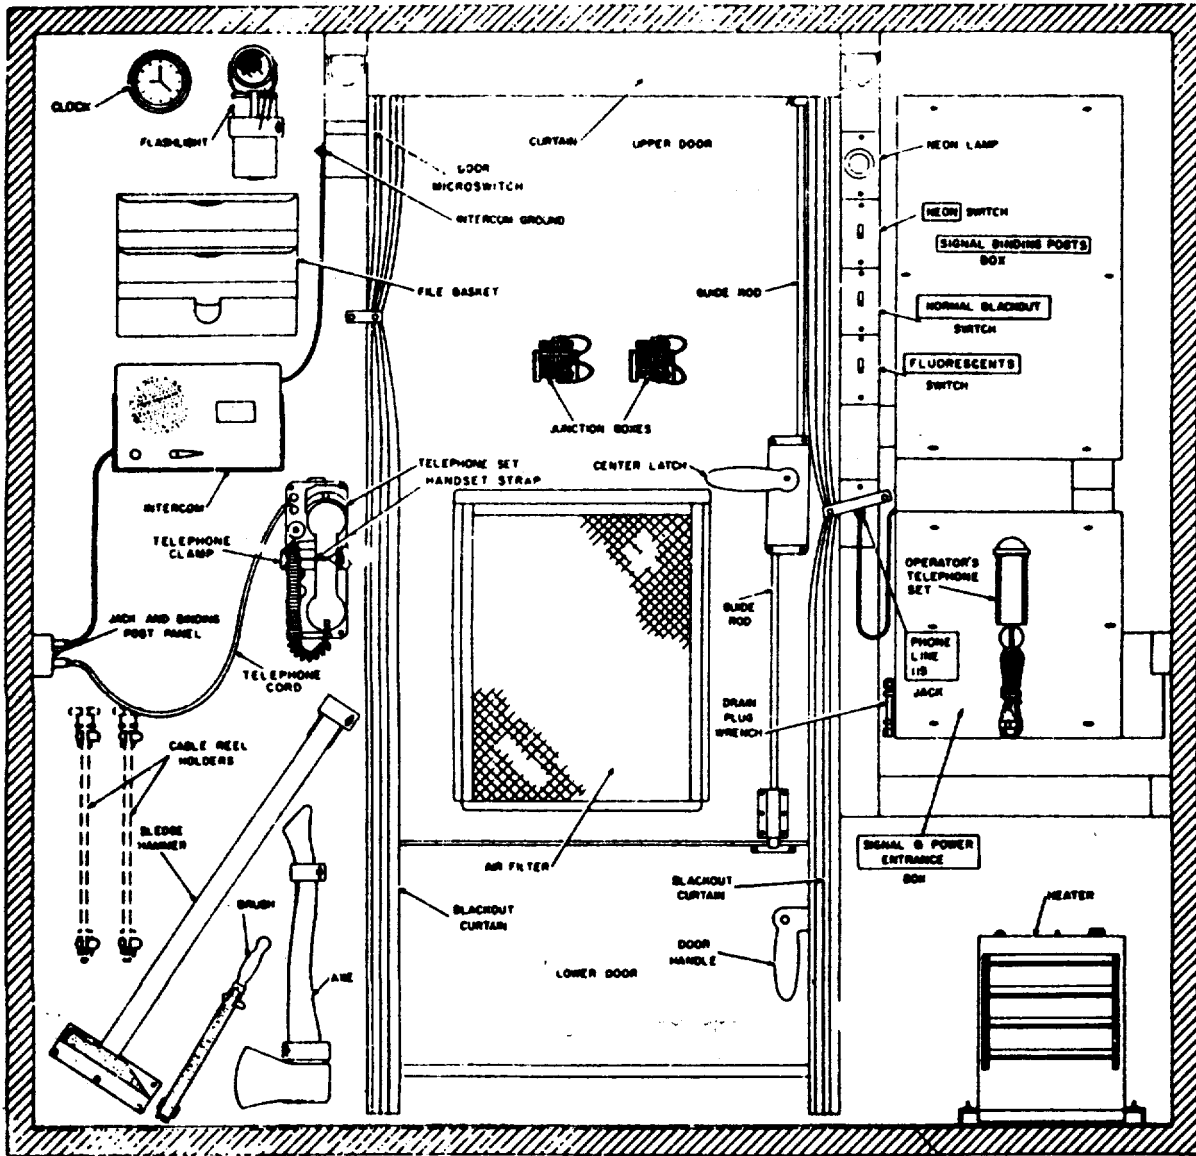 CLOCK
FLASHLIGHT
CURTAIN
UPPER DOOR
NEON LAMP
DOOR
MICROSWITCH
INTERCOM GROUND
NEON SWITCH
SIGNAL BINDING POSTS
BOX
FILE BASKET
GUIDE ROD
NORMAL BLACKOUT
SWITCH
FLUORESCENTS
SWITCH
JUNCTION BOXES
TELEPHONE SET
HANDSET STRAP
CENTER LATCH
INTERCOM
TELEPHONE
CLAMP
OPERATOR'S
TELEPHONE
SET
JACK AND BINDING
POST PANEL
GUIDE
ROD
PHONE
LINE
115
JACK
TELEPHONE
CORD
DRAIN
PLUG
WRENCH
CABLE REEL
HOLDERS
SLEDGE
HAMMER
SIGNAL & POWER
ENTRANCE
BOX
AIR FILTER
BLACKOUT
CURTAIN
BLACKOUT
CURTAIN
HEATER
BRUSH
DOOR
HANDLE
AXE
LOWER DOOR